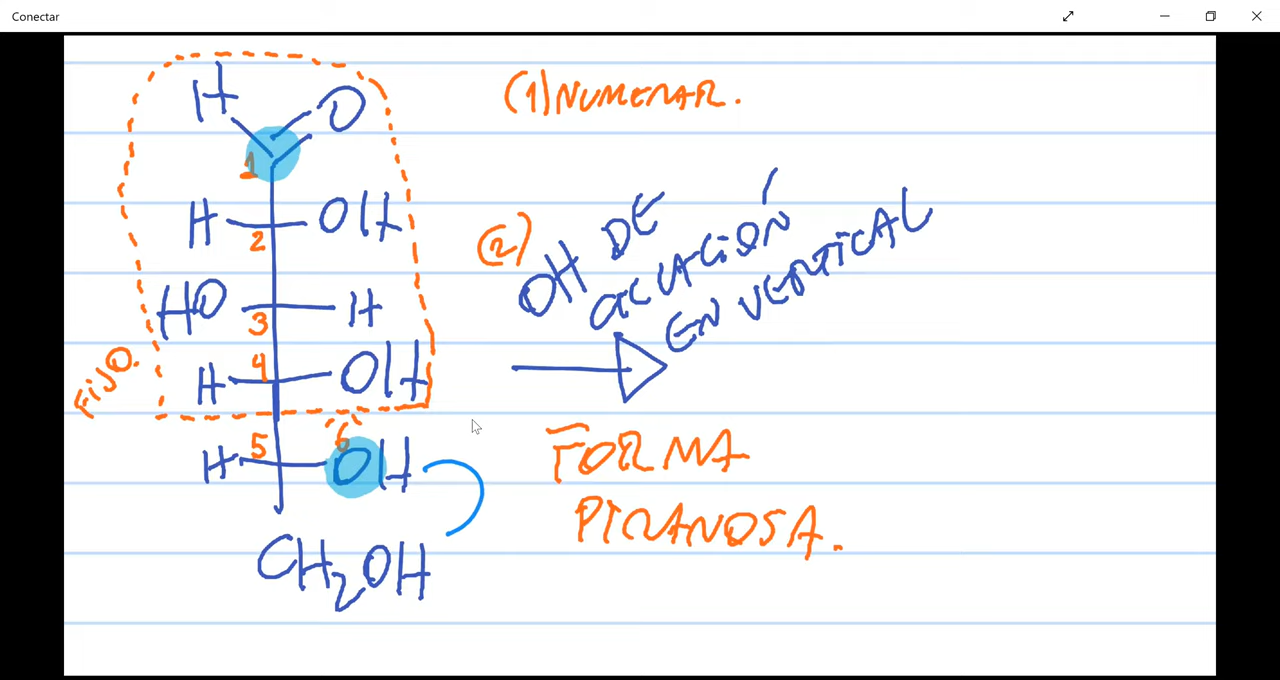 Conectar
(1) NUMERAR.
H O
1
H OH
2
HO H
3
FIJO.
4
H OH
(2)
OH DE
CICLACIÓN
EN VERTICAL
5 "6"
H OH
CH2OH
FORMA
PIRANOSA.